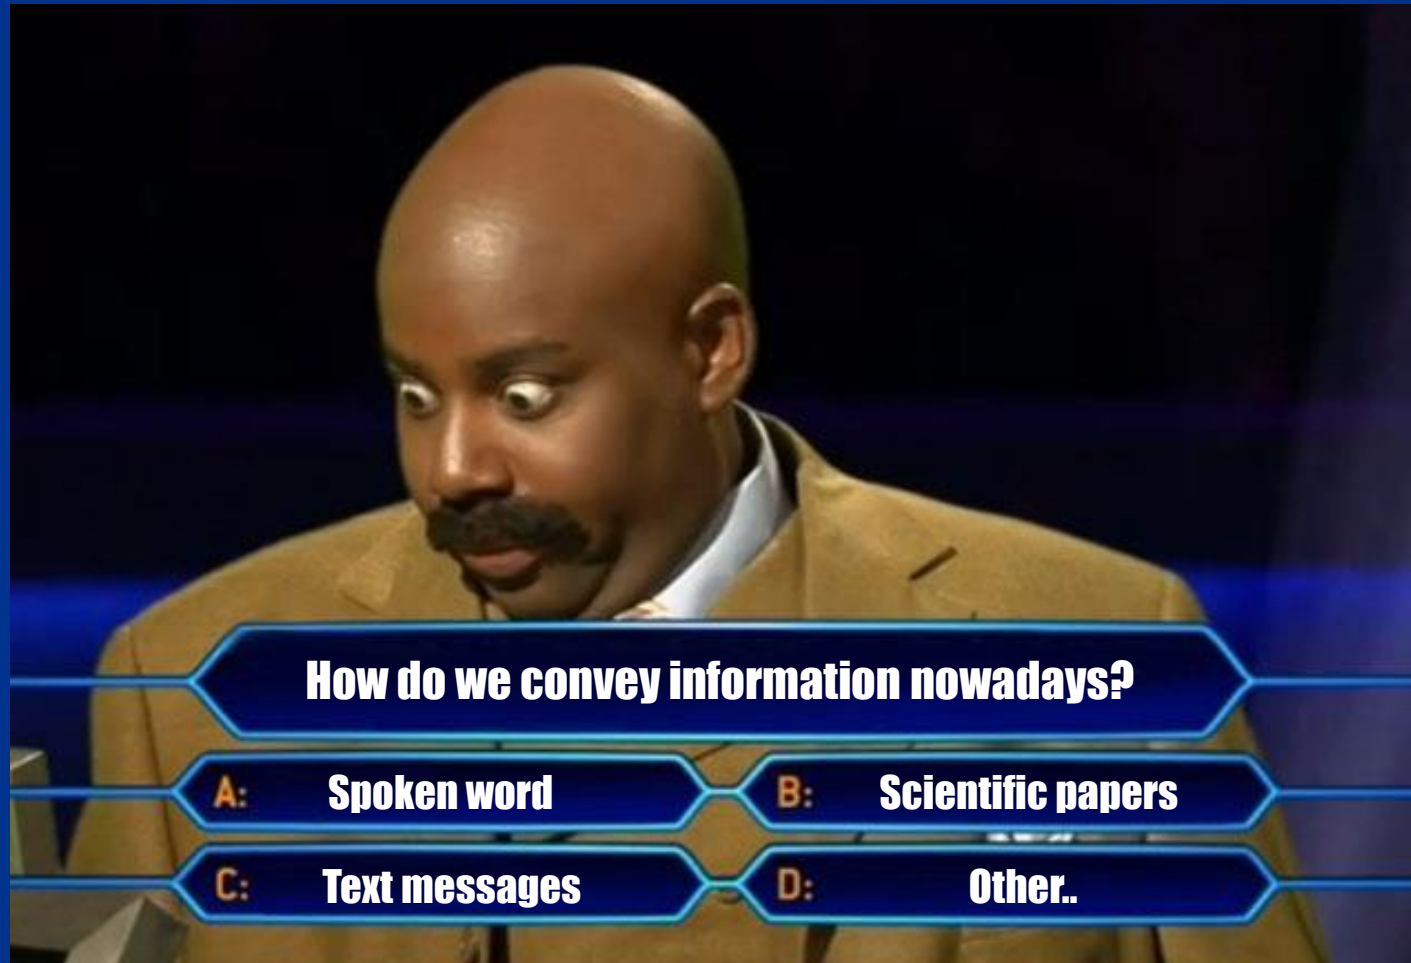 How do we convey information nowadays?
A: Spoken word
B: Scientific papers
C: Text messages
D: Other..